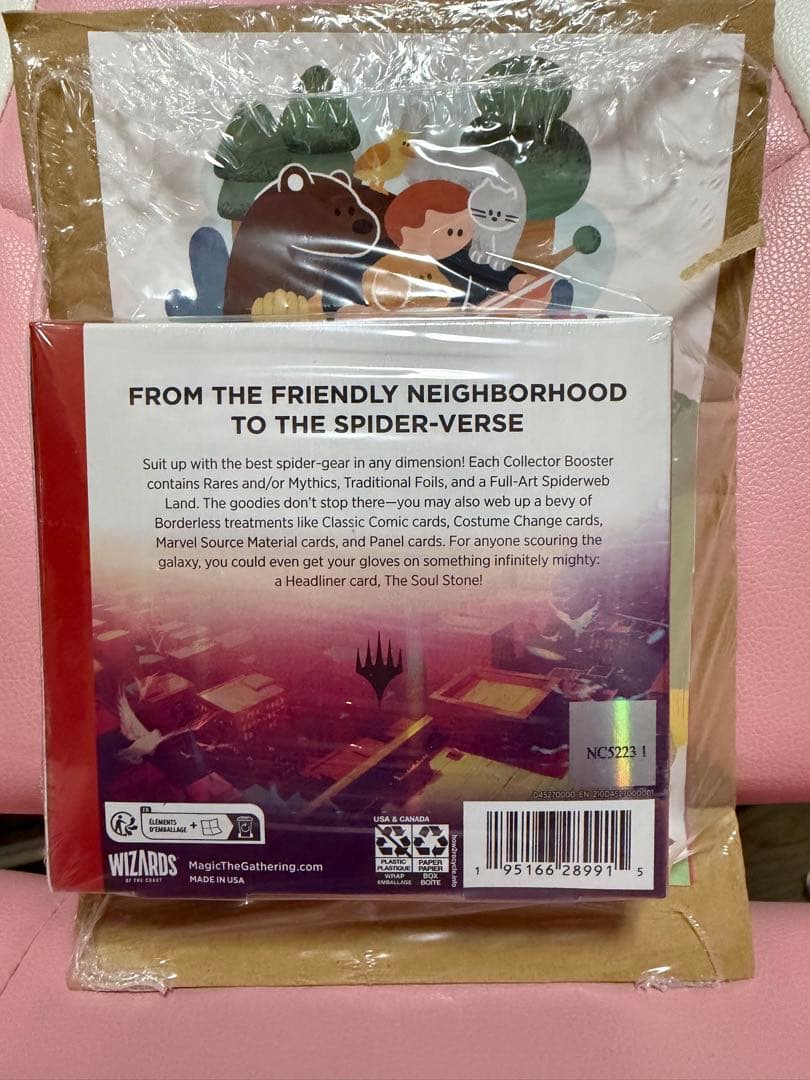 FROM THE FRIENDLY NEIGHBORHOOD
TO THE SPIDER-VERSE
Suit up with the best spider-gear in any dimension! Each Collector Booster
contains Rares and/or Mythics, Traditional Foils, and a Full-Art Spiderweb
Land. The goodies don't stop there—you may also web up a bevy of
Borderless treatments like Classic Comic cards, Costume Change cards,
Marvel Source Material cards, and Panel cards. For anyone scouring the
galaxy, you could even get your gloves on something infinitely mighty:
a Headliner card, The Soul Stone!
NC5223 1
FR
ÉLÉMENTS
D'EMBALLAGE
+
WIZARDS
OF THE COAST
MagicTheGathering.com
MADE IN USA
USA & CANADA
PLASTIC
PLASTIQUE
WRAP
EMBALLAGE
PAPER
PAPIER
BOX
BOÎTE
how2recycle.info
1 95166 28991 5